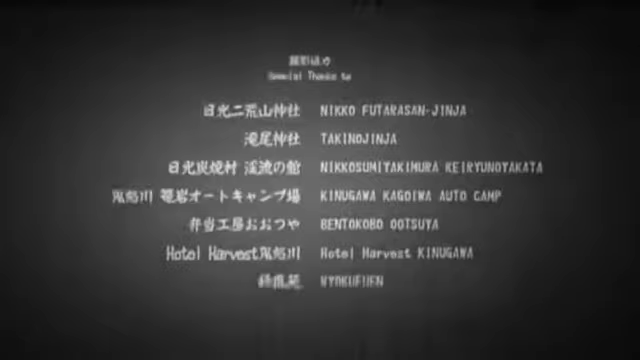 撮影協力
Special Thanks to
日光二荒山神社 NIKKO FUTARASAN-JINJA
滝尾神社 TAKINOJINJA
日光炭焼村 渓流の館 NIKKOSUMIYAKIMURA KEIRYUNOYAKATA
鬼怒川 籠岩オートキャンプ場 KINUGAWA KAGOIWA AUTO CAMP
弁当工房おおつや BENTOKOBO OOTSUYA
Hotel Harvest鬼怒川 Hotel Harvest KINUGAWA